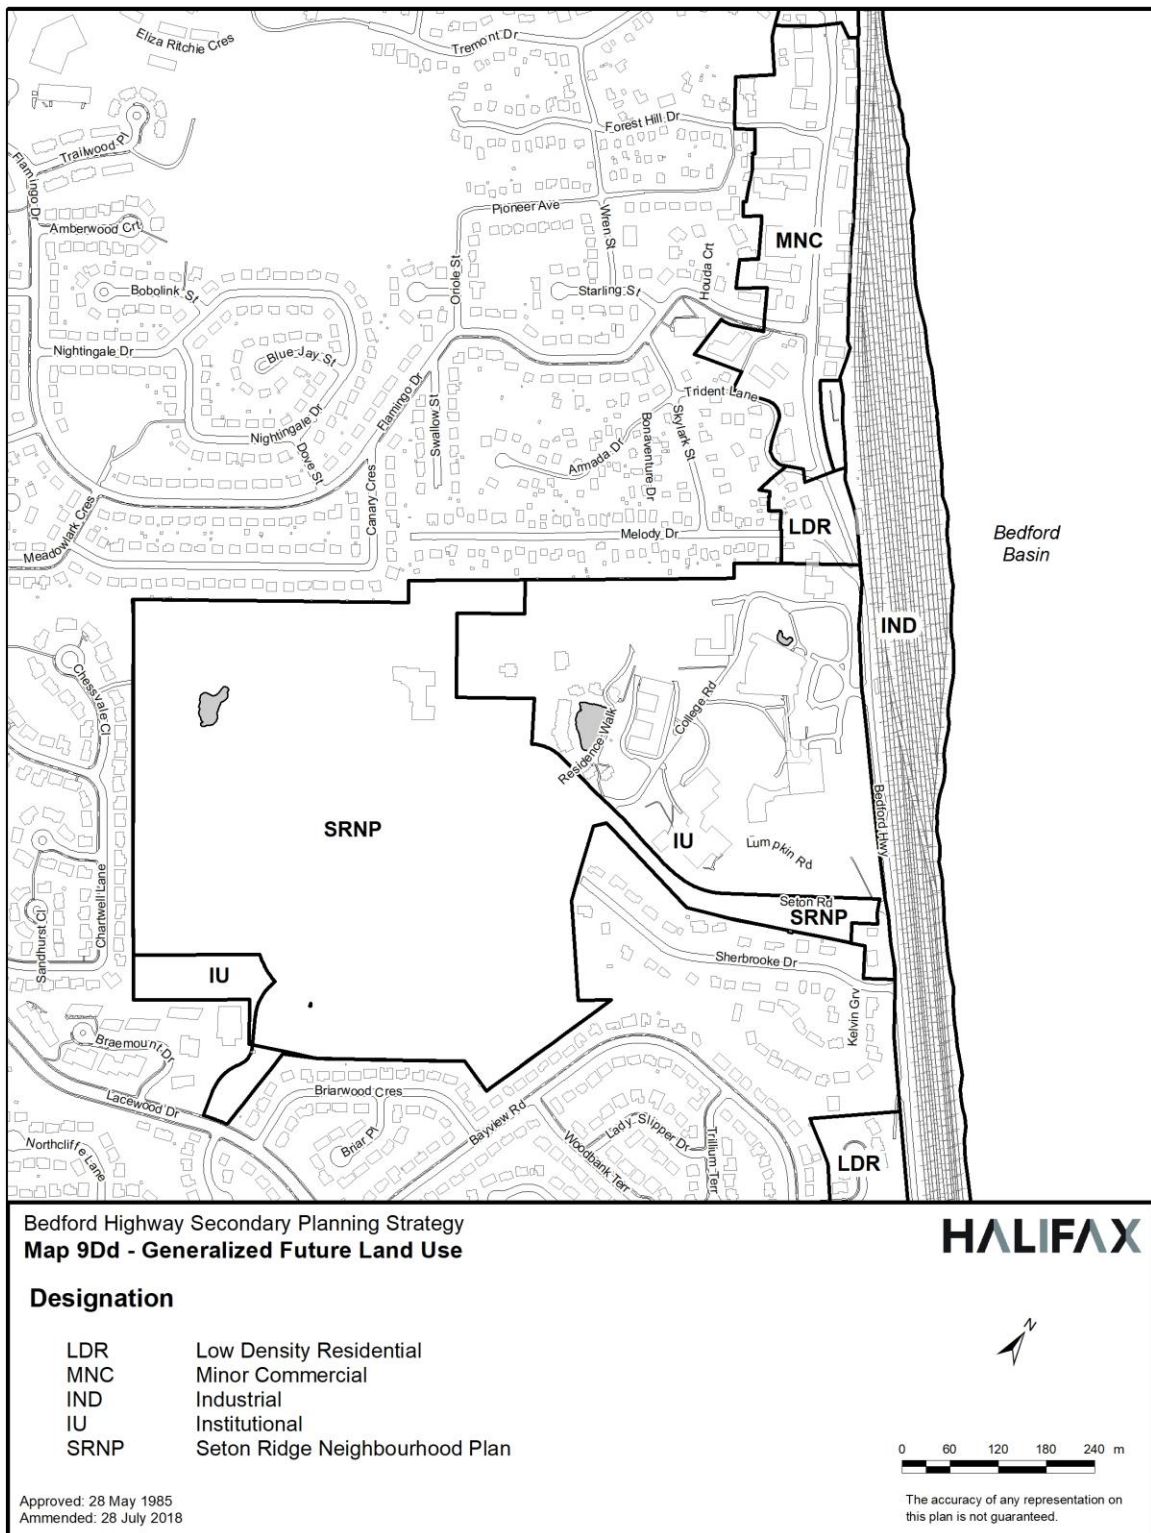 Eliza Ritchie Cres
Tremont Dr
Forest Hill Dr
Trailwood Pl
Flamingo Dr
Pioneer Ave
Wren St
Amberwood Crt
MNC
Houda Crt
Oriole St
Bobolink St
Starling St
Nightingale Dr
Blue Jay St
Flamingo Dr
Trident Lane
Swallow St
Nightingale Dr
Dove St
Armada Dr
Bonaventure Dr
Skylark St
Canary Cres
Meadowlark Cres
Melody Dr
LDR
Bedford
Basin
IND
Chessvale Cl
College Rd
Residence Walk
SRNP
IU
Lumpkin Rd
Bedford Hwy
Seton Rd
SRNP
Sandhurst Cl
Chartwell Lane
Sherbrooke Dr
IU
Kelvin Grv
Braemount Dr
Lacewood Dr
Briarwood Cres
Briar Pl
Bayview Rd
Northcliffe Lane
Woodbank Terr
Lady Slipper Dr
Trillium Terr
LDR
Bedford Highway Secondary Planning Strategy
Map 9Dd - Generalized Future Land Use
HALIFAX
Designation
N
LDR Low Density Residential
MNC Minor Commercial
IND Industrial
IU Institutional
SRNP Seton Ridge Neighbourhood Plan
0 60 120 180 240 m
Approved: 28 May 1985
Ammended: 28 July 2018
The accuracy of any representation on
this plan is not guaranteed.